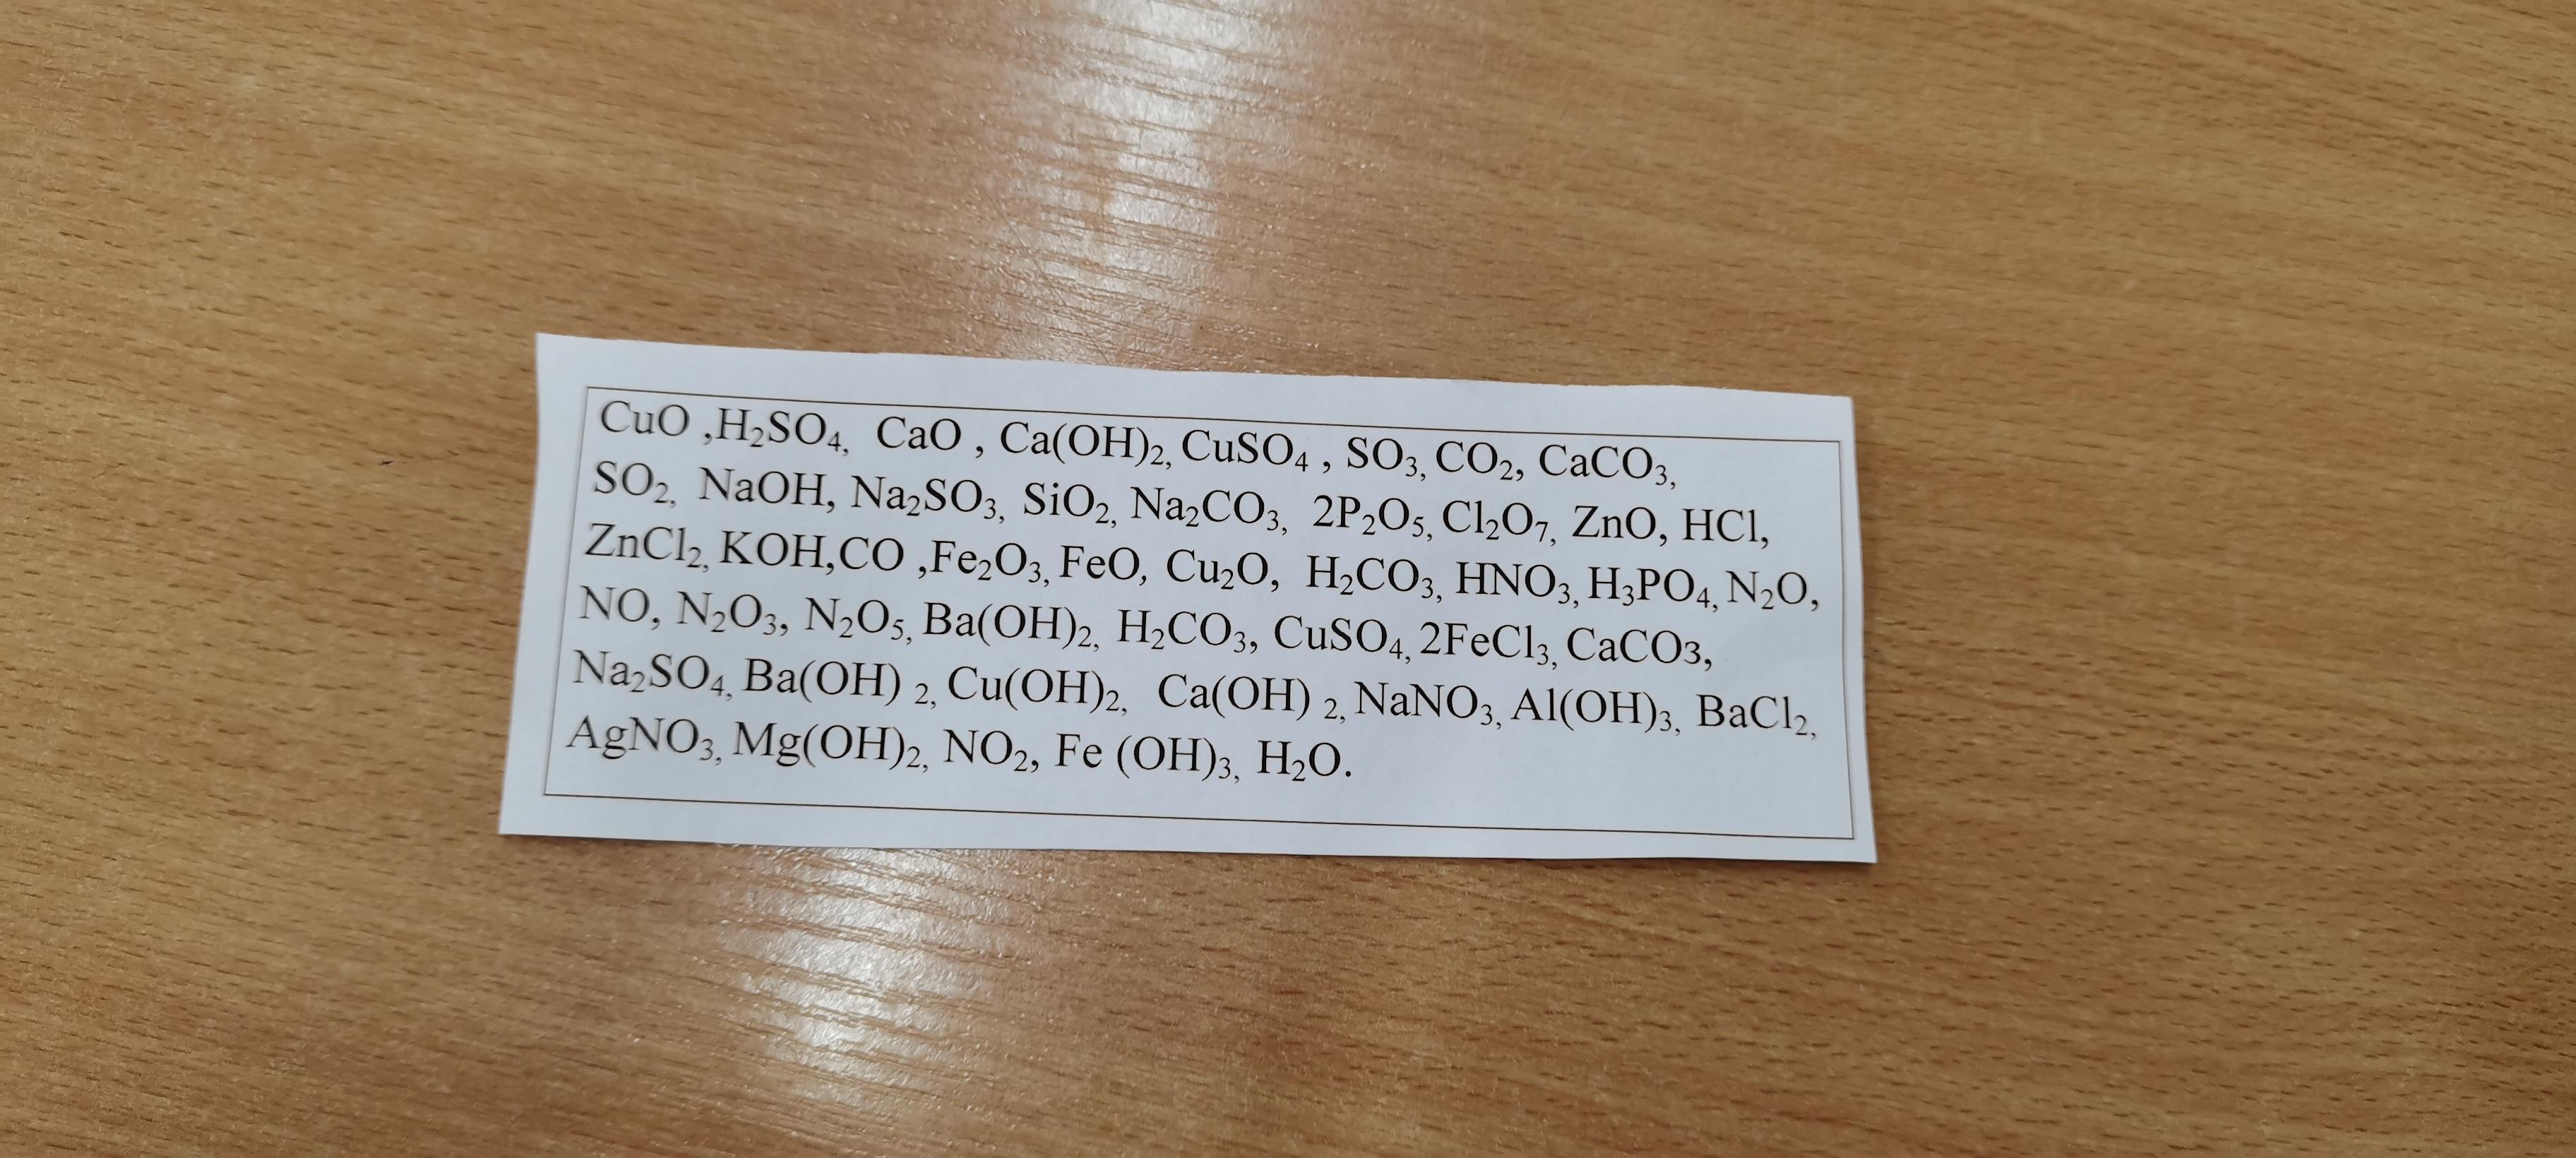 CuO ,H₂SO₄, CaO , Ca(OH)₂, CuSO₄ , SO₃, CO₂, CaCO₃,
SO₂, NaOH, Na₂SO₃, SiO₂, Na₂CO₃, 2P₂O₅, Cl₂O₇, ZnO, HCl,
ZnCl₂, KOH,CO ,Fe₂O₃, FeO, Cu₂O, H₂CO₃, HNO₃, H₃PO₄, N₂O,
NO, N₂O₃, N₂O₅, Ba(OH)₂, H₂CO₃, CuSO₄, 2FeCl₃, CaCO3,
Na₂SO₄, Ba(OH) ₂, Cu(OH)₂, Ca(OH) ₂, NaNO₃, Al(OH)₃, BaCl₂,
AgNO₃, Mg(OH)₂, NO₂, Fe (OH)₃, H₂O.